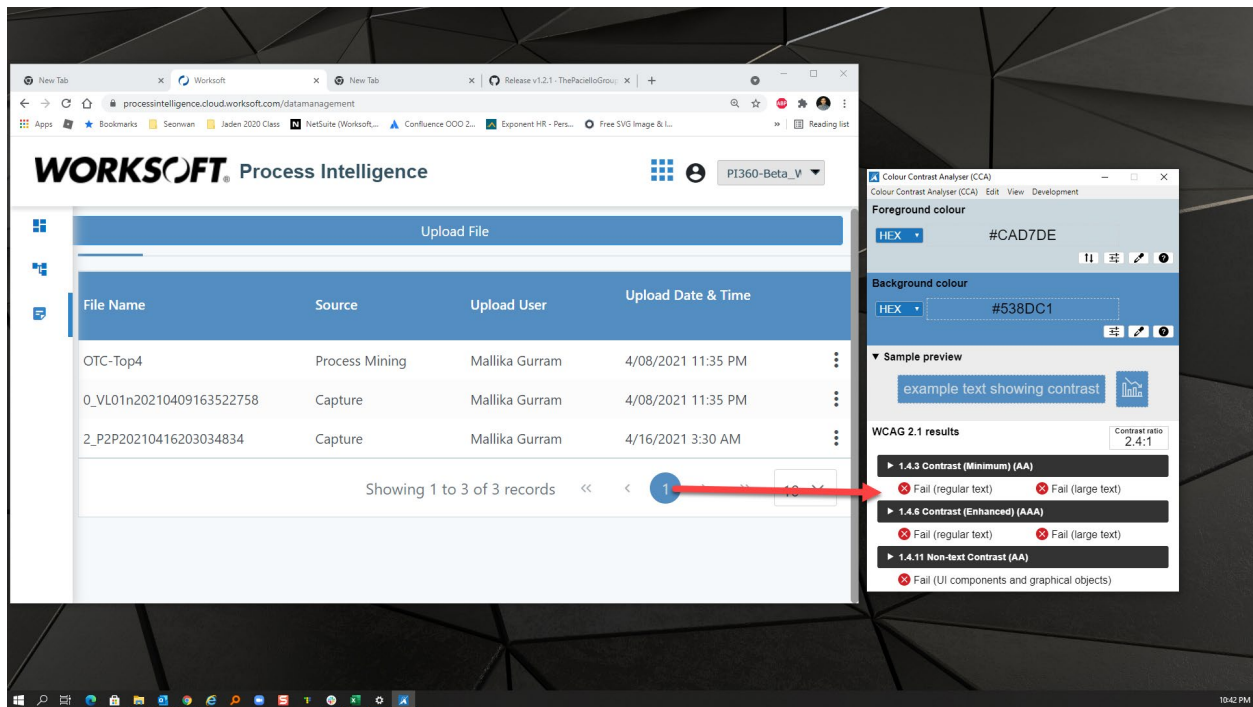 New Tab
Worksoft
New Tab
Release v1.2.1 · ThePacielloGroup
processintelligence.cloud.worksoft.com/datamanagement
Apps
Bookmarks
Seonwan
Jaden 2020 Class
NetSuite (Worksoft,...
Confluence OOO 2...
Exponent HR - Pers...
Free SVG Image & I...
»
Reading list
WORKSOFT® Process Intelligence
PI360-Beta_W
Upload File
File Name Source Upload User Upload Date & Time
OTC-Top4 Process Mining Mallika Gurram 4/08/2021 11:35 PM
0_VL01n20210409163522758 Capture Mallika Gurram 4/08/2021 11:35 PM
2_P2P20210416203034834 Capture Mallika Gurram 4/16/2021 3:30 AM
Showing 1 to 3 of 3 records « ‹ 1
Colour Contrast Analyser (CCA)
Colour Contrast Analyser (CCA) Edit View Development
Foreground colour
HEX #CAD7DE
Background colour
HEX #538DC1
▼ Sample preview
example text showing contrast
WCAG 2.1 results
Contrast ratio
2.4:1
► 1.4.3 Contrast (Minimum) (AA)
Fail (regular text) Fail (large text)
► 1.4.6 Contrast (Enhanced) (AAA)
Fail (regular text) Fail (large text)
► 1.4.11 Non-text Contrast (AA)
Fail (UI components and graphical objects)
10:42 PM